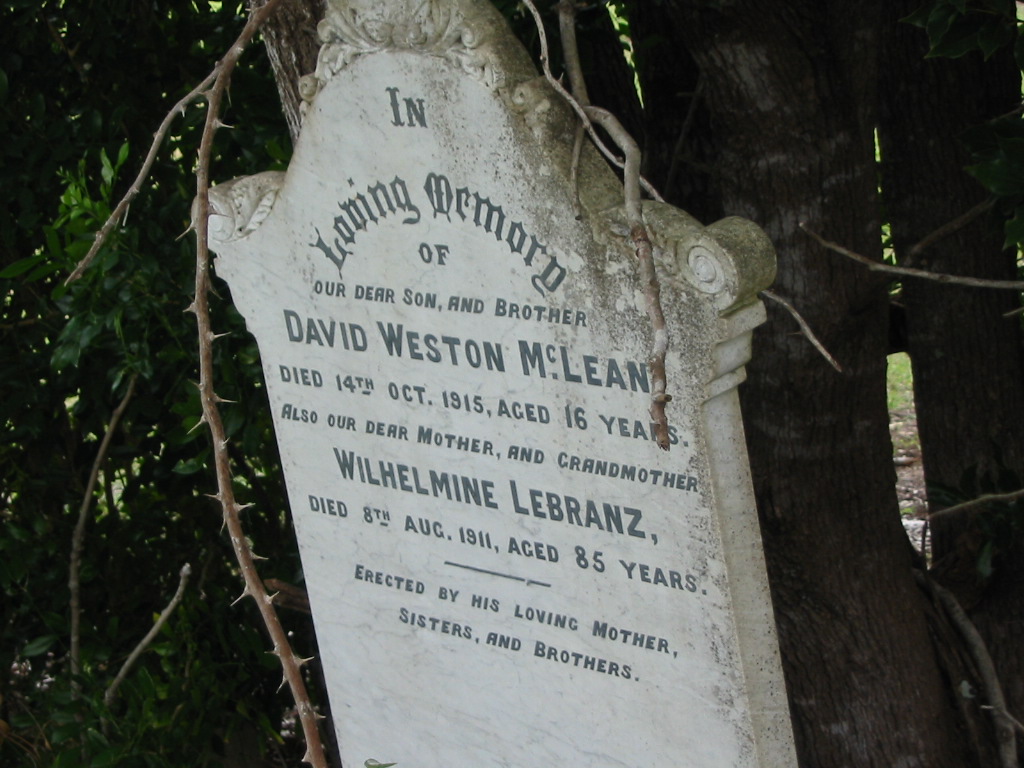 IN
Loving Memory
OF
OUR DEAR SON, AND BROTHER
DAVID WESTON McLEAN
DIED 14TH OCT. 1915, AGED 16 YEARS.
ALSO OUR DEAR MOTHER, AND GRANDMOTHER
WILHELMINE LEBRANZ,
DIED 8TH AUG. 1911, AGED 85 YEARS.
ERECTED BY HIS LOVING MOTHER,
SISTERS, AND BROTHERS.